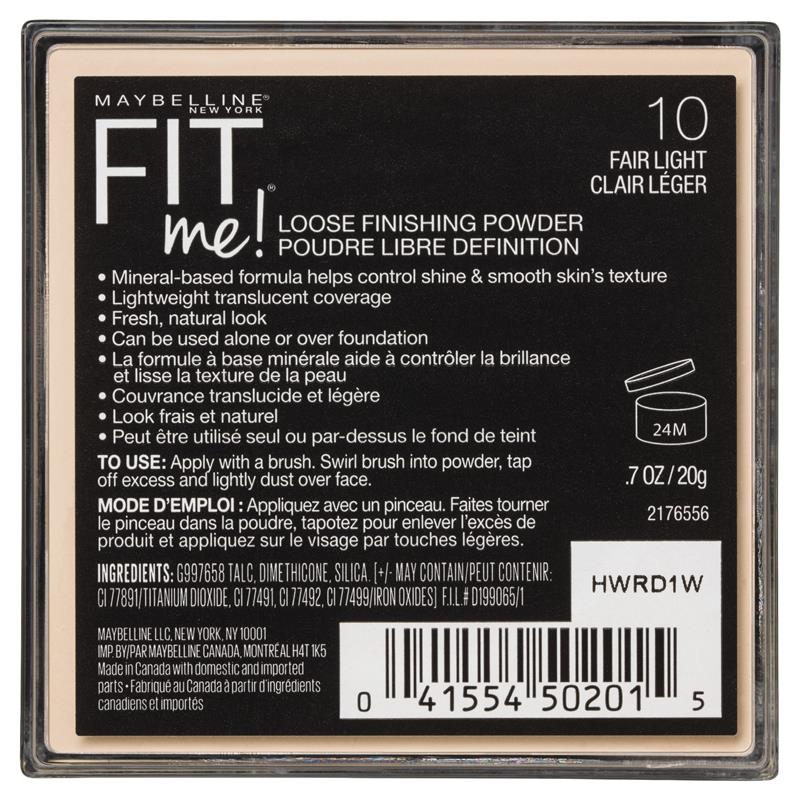 MAYBELLINE®
NEW YORK
FIT
me!®
10
FAIR LIGHT
CLAIR LÉGER
LOOSE FINISHING POWDER
POUDRE LIBRE DEFINITION
• Mineral-based formula helps control shine & smooth skin's texture
• Lightweight translucent coverage
• Fresh, natural look
• Can be used alone or over foundation
• La formule à base minérale aide à contrôler la brillance
et lisse la texture de la peau
• Couvrance translucide et légère
• Look frais et naturel
• Peut être utilisé seul ou par-dessus le fond de teint
24M
TO USE: Apply with a brush. Swirl brush into powder, tap
off excess and lightly dust over face.
.7 OZ / 20g
MODE D'EMPLOI : Appliquez avec un pinceau. Faites tourner
le pinceau dans la poudre, tapotez pour enlever l'excès de
produit et appliquez sur le visage par touches légères.
2176556
INGREDIENTS: G997658 TALC, DIMETHICONE, SILICA. [+/- MAY CONTAIN/PEUT CONTENIR:
CI 77891/TITANIUM DIOXIDE, CI 77491, CI 77492, CI 77499/IRON OXIDES] F.I.L.# D199065/1
HWRD1W
MAYBELLINE LLC, NEW YORK, NY 10001
IMP. BY/PAR MAYBELLINE CANADA, MONTRÉAL H4T 1K5
Made in Canada with domestic and imported
parts • Fabriqué au Canada à partir d'ingrédients
canadiens et importés
0 41554 50201 5